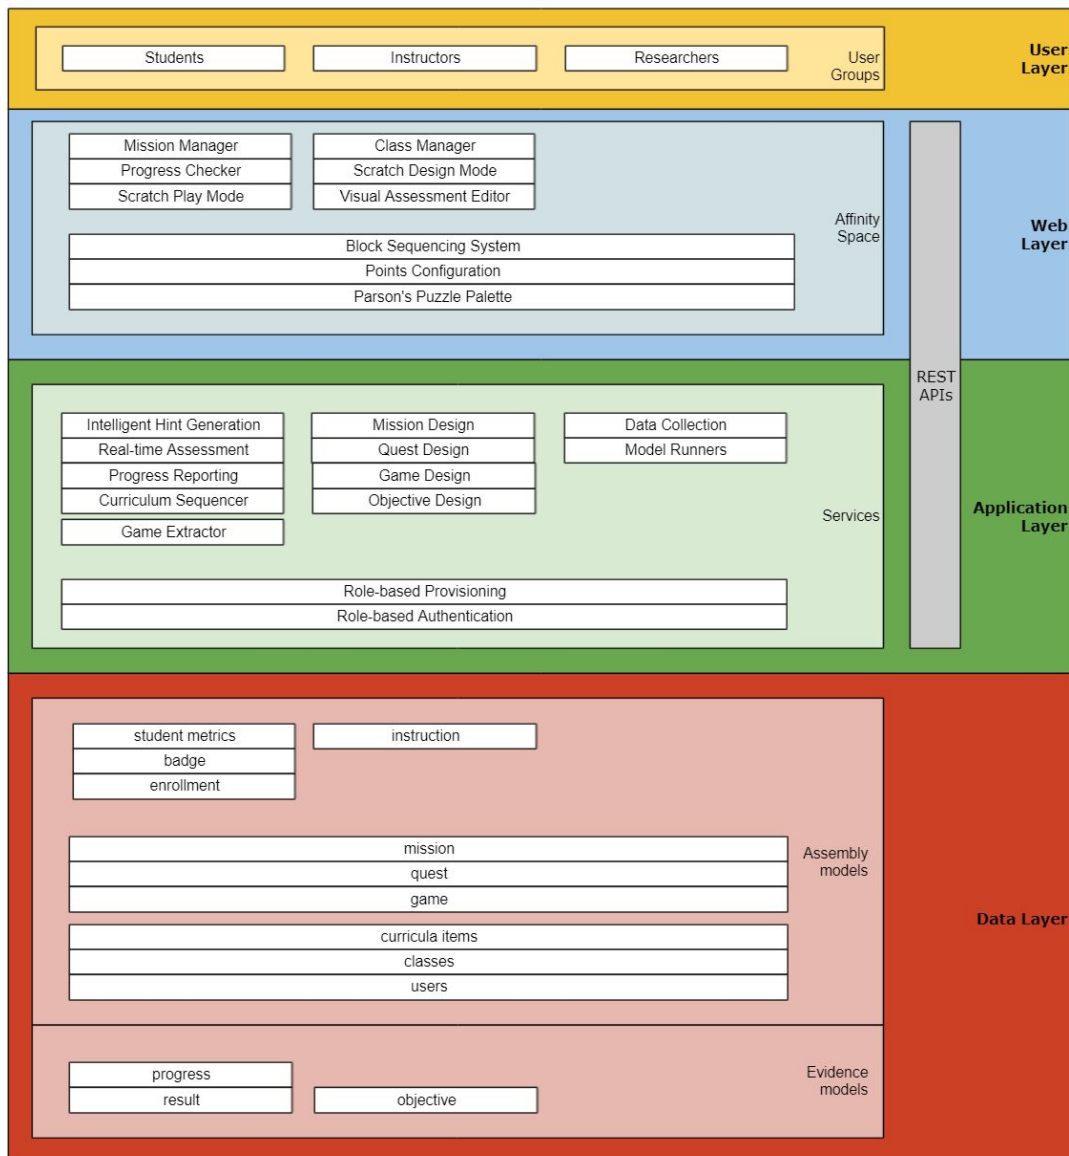 Students
Instructors
Researchers
User
Groups
User
Layer
Mission Manager
Progress Checker
Scratch Play Mode
Class Manager
Scratch Design Mode
Visual Assessment Editor
Block Sequencing System
Points Configuration
Parson's Puzzle Palette
Affinity
Space
Web
Layer
REST
APIs
Intelligent Hint Generation
Real-time Assessment
Progress Reporting
Curriculum Sequencer
Game Extractor
Mission Design
Quest Design
Game Design
Objective Design
Data Collection
Model Runners
Role-based Provisioning
Role-based Authentication
Services
Application
Layer
student metrics
badge
enrollment
instruction
mission
quest
game
curricula items
classes
users
Assembly
models
Data Layer
progress
result
objective
Evidence
models